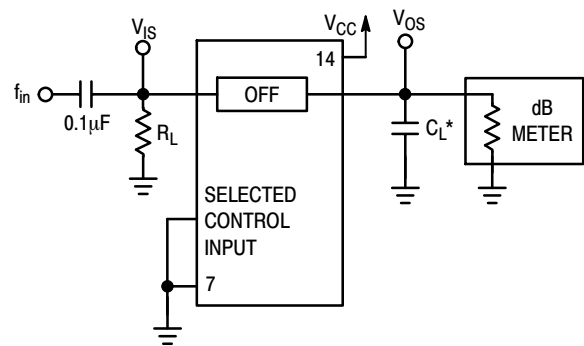 V_IS
V_CC
V_OS
14
f_in
OFF
0.1µF
R_L
C_L*
dB
METER
SELECTED
CONTROL
INPUT
7